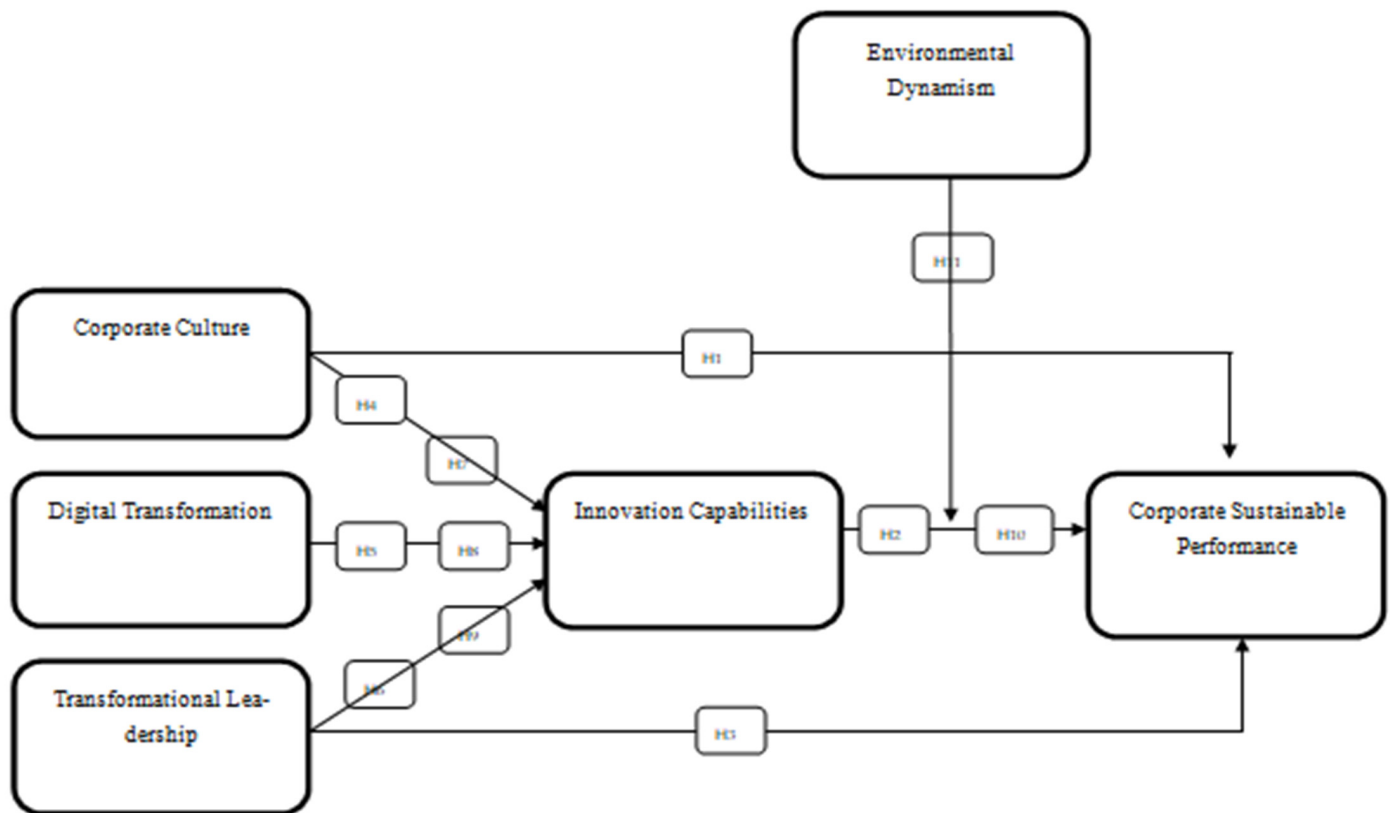 Environmental
Dynamism
H11
Corporate Culture
H1
H4
H7
Digital Transformation
H5
H8
Innovation Capabilities
H2
H10
Corporate Sustainable
Performance
H9
H6
Transformational Lea-
dership
H3